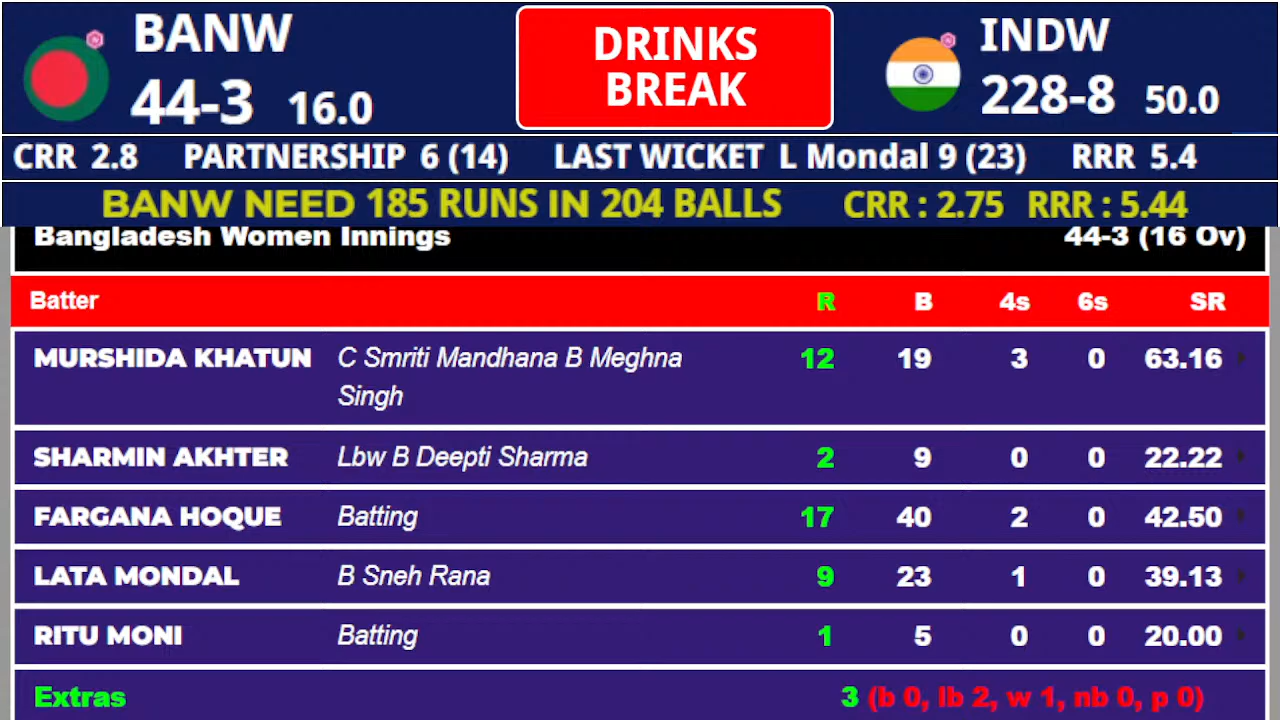 BANW
44-3 16.0
DRINKS
BREAK
INDW
228-8 50.0
CRR 2.8 PARTNERSHIP 6 (14) LAST WICKET L Mondal 9 (23) RRR 5.4
BANW NEED 185 RUNS IN 204 BALLS CRR : 2.75 RRR : 5.44
Bangladesh Women Innings 44-3 (16 Ov)
Batter R B 4s 6s SR
MURSHIDA KHATUN C Smriti Mandhana B Meghna 12 19 3 0 63.16
Singh
SHARMIN AKHTER Lbw B Deepti Sharma 2 9 0 0 22.22
FARGANA HOQUE Batting 17 40 2 0 42.50
LATA MONDAL B Sneh Rana 9 23 1 0 39.13
RITU MONI Batting 1 5 0 0 20.00
Extras 3 (b 0, lb 2, w 1, nb 0, p 0)